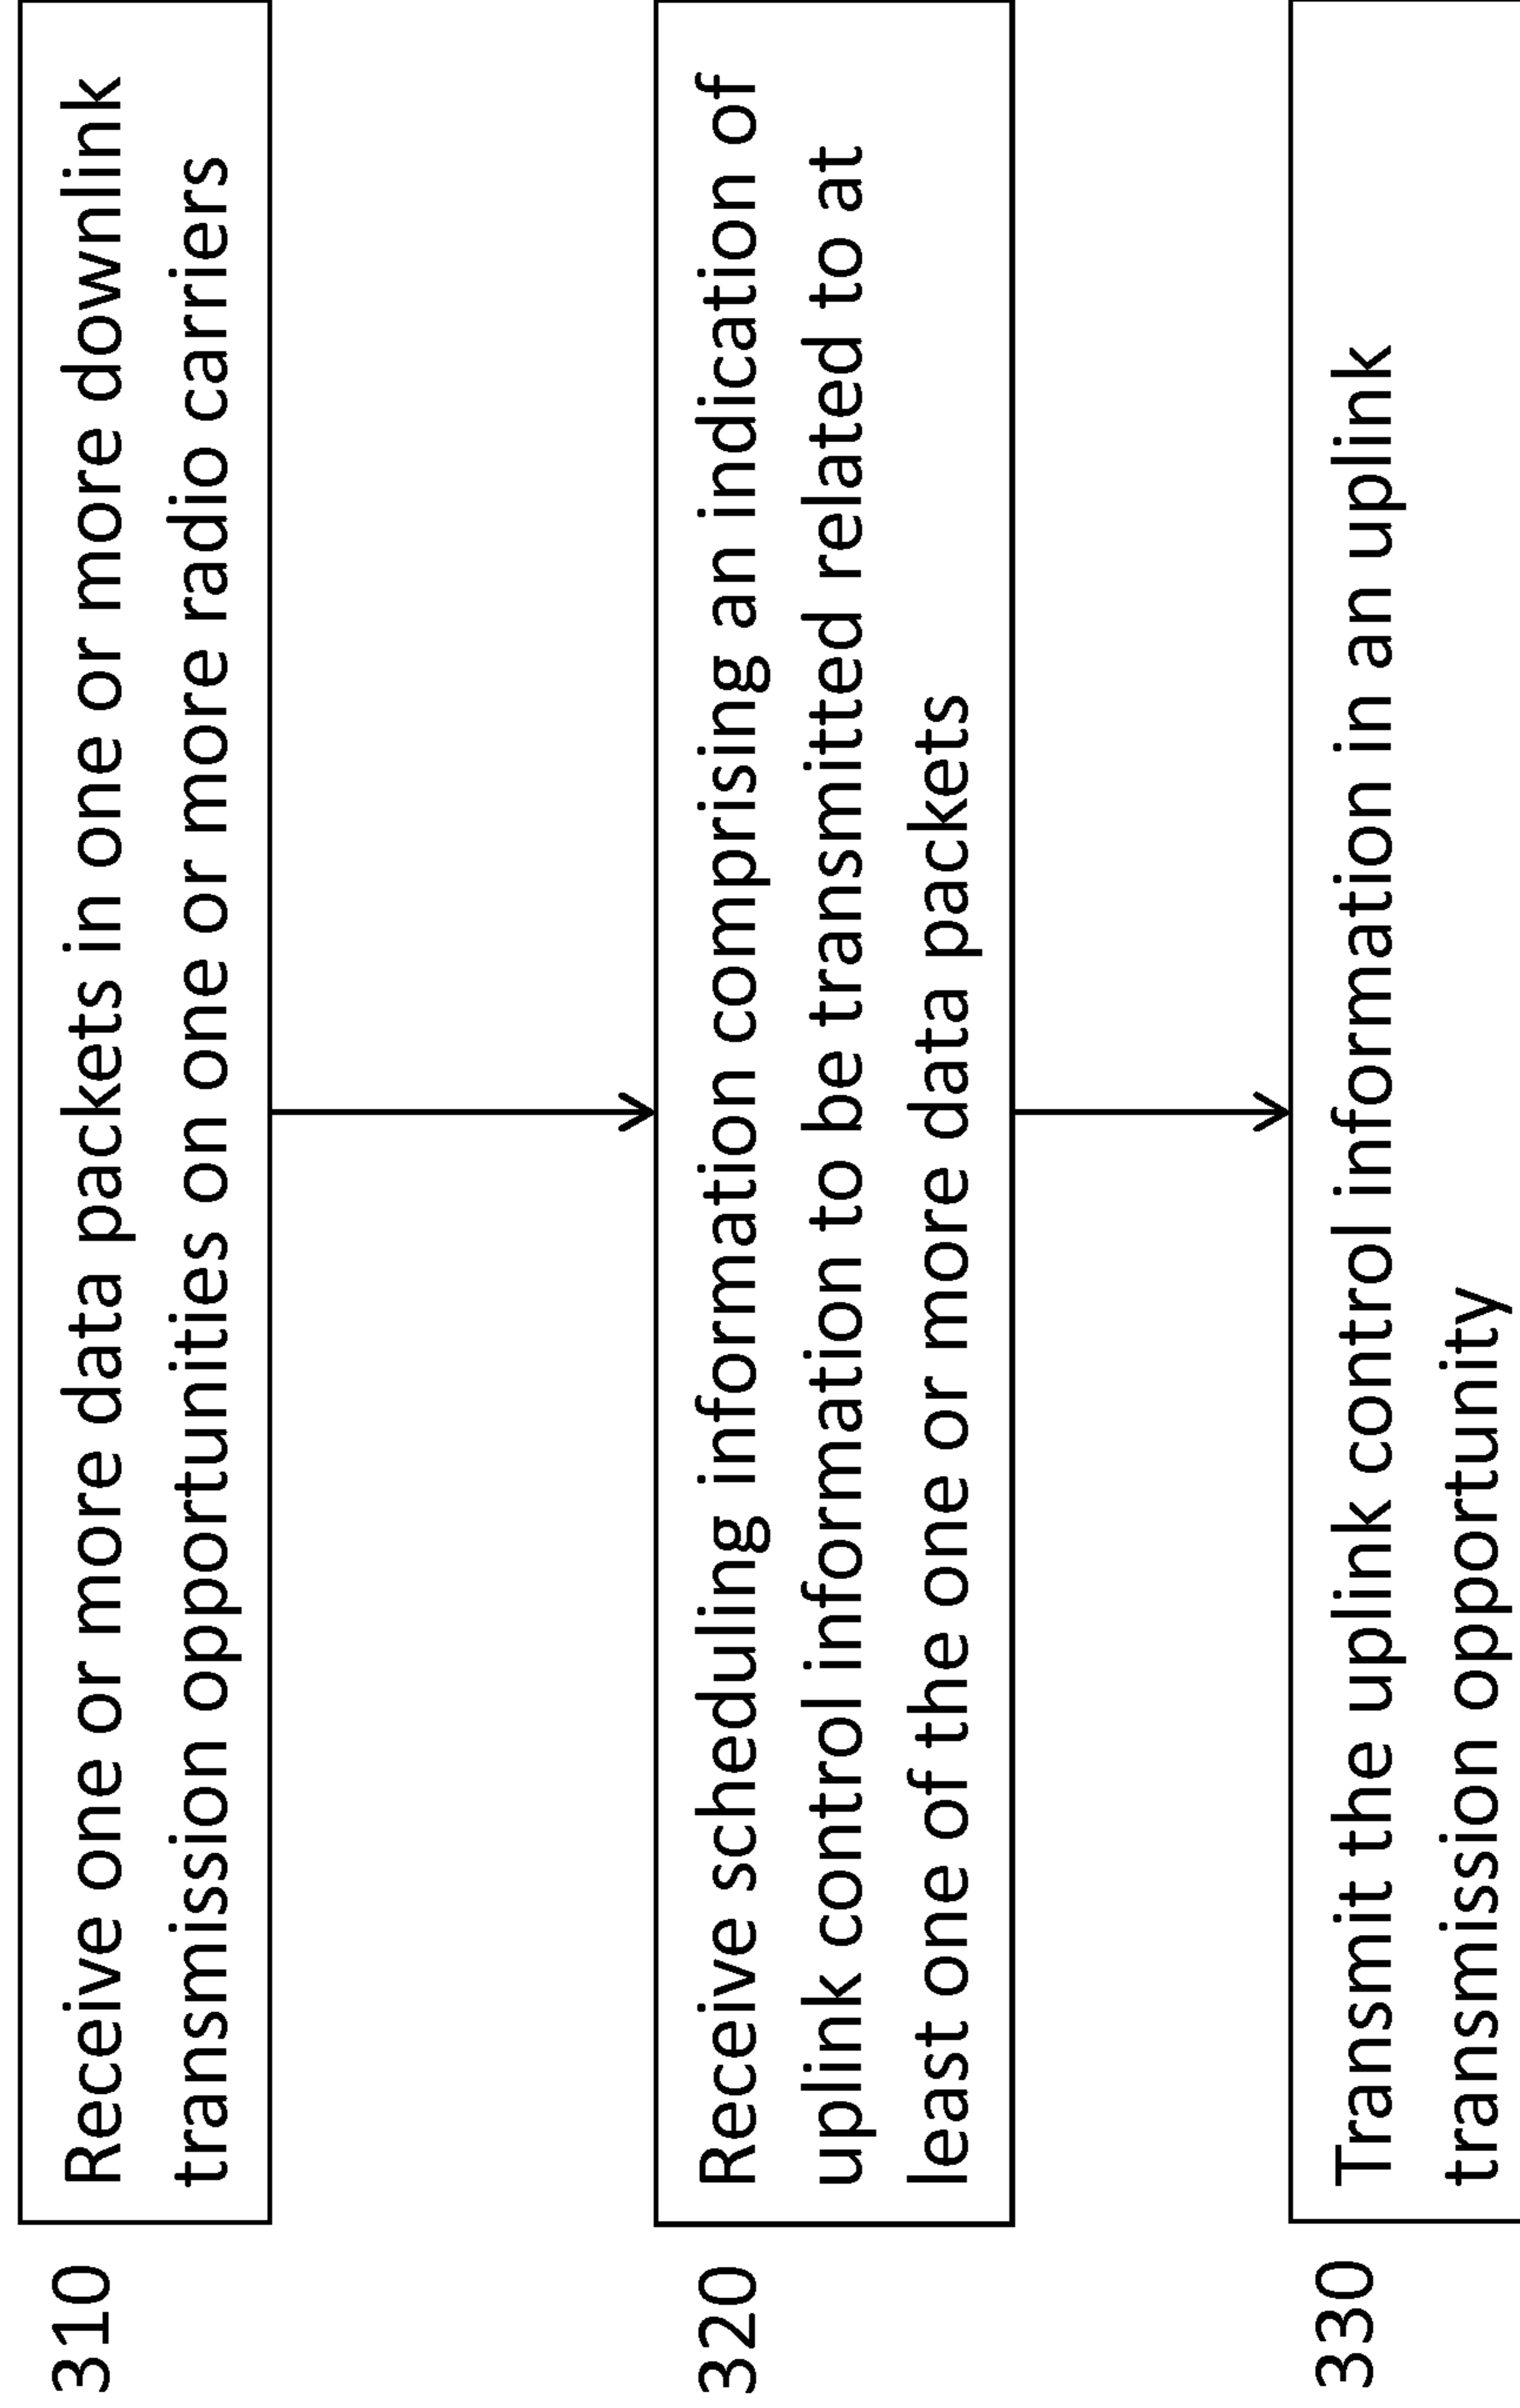 310
Receive one or more data packets in one or more downlink
transmission opportunities on one or more radio carriers
320
Receive scheduling information comprising an indication of
uplink control information to be transmitted related to at
least one of the one or more data packets
330
Transmit the uplink control information in an uplink
transmission opportunity